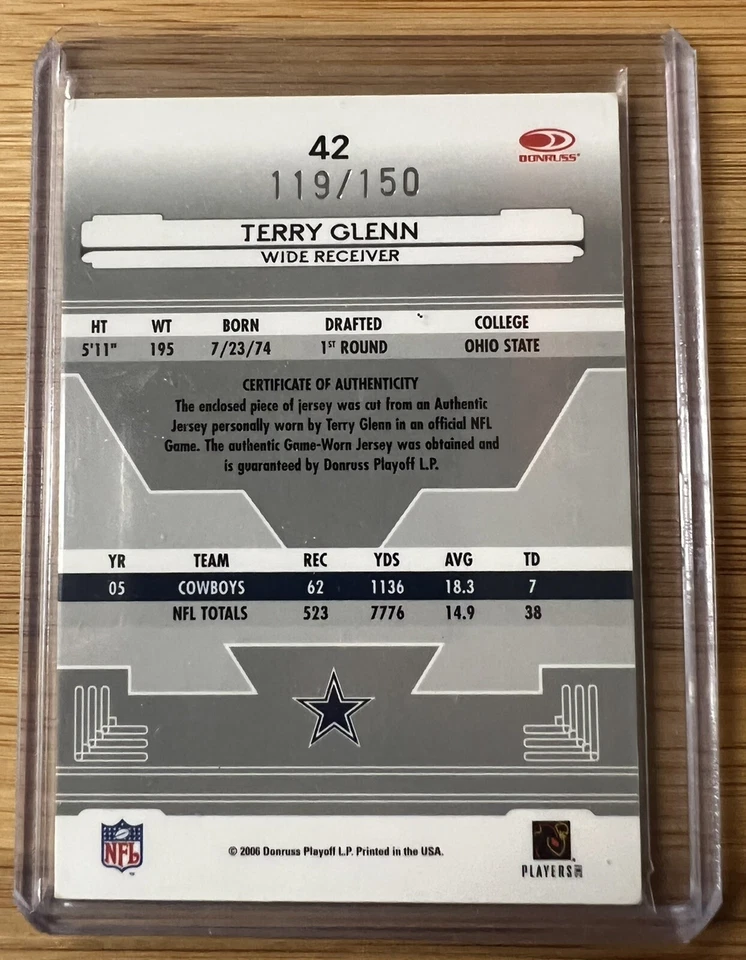 42
DONRUSS
119/150
TERRY GLENN
WIDE RECEIVER
HT WT BORN DRAFTED COLLEGE
5'11" 195 7/23/74 1ST ROUND OHIO STATE
CERTIFICATE OF AUTHENTICITY
The enclosed piece of jersey was cut from an Authentic
Jersey personally worn by Terry Glenn in an official NFL
Game. The authentic Game-Worn Jersey was obtained and
is guaranteed by Donruss Playoff L.P.
YR TEAM REC YDS AVG TD
05 COWBOYS 62 1136 18.3 7
NFL TOTALS 523 7776 14.9 38
NFL
© 2006 Donruss Playoff L.P. Printed in the USA.
PLAYERS INC